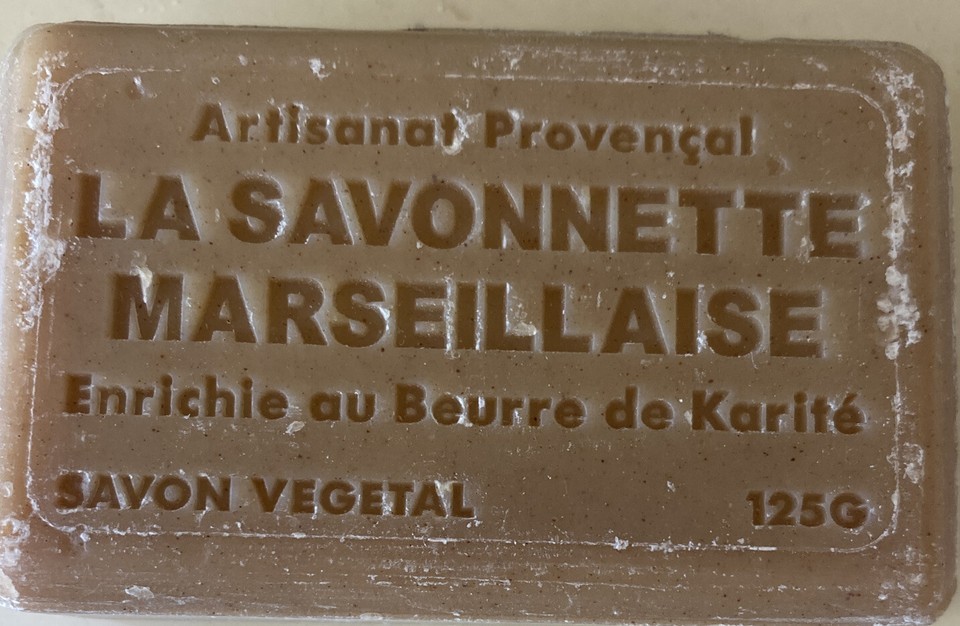 Artisanat Provençal
LA SAVONNETTE
MARSEILLAISE
Enrichie au Beurre de Karité
SAVON VEGETAL 125G